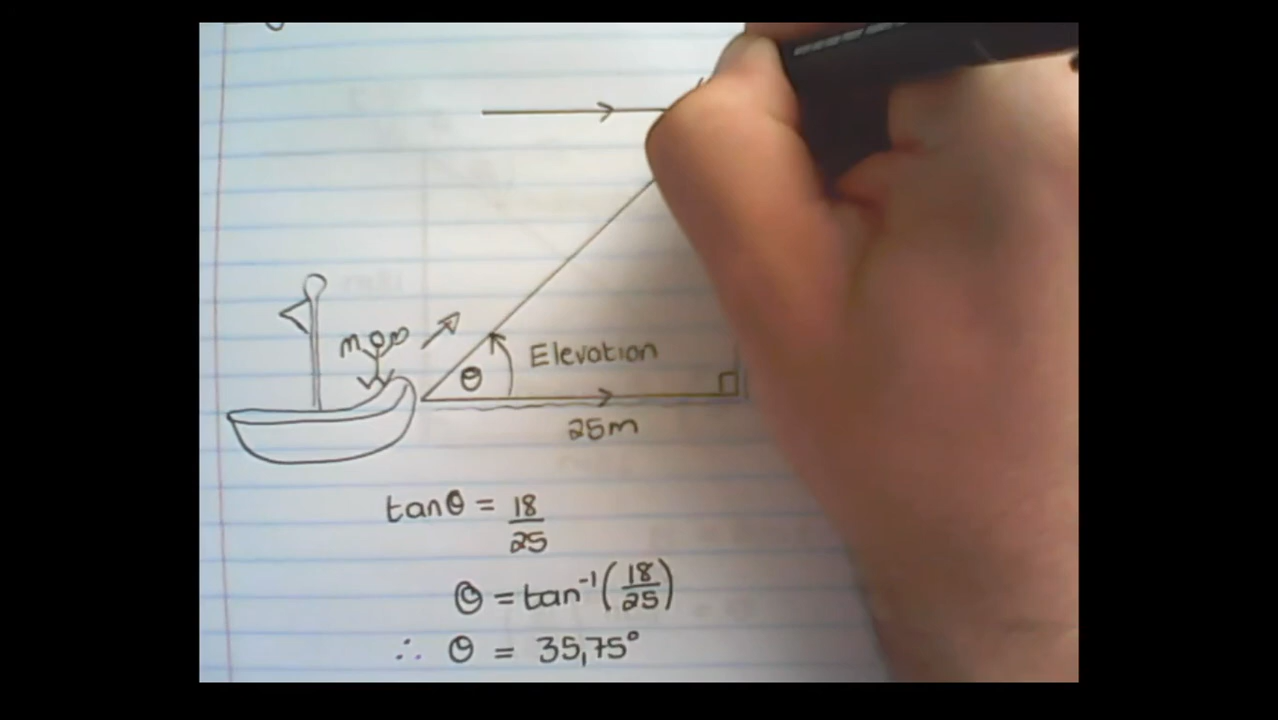 Elevation
θ
25m
tanθ = 18/25
θ = tan⁻¹(18/25)
∴ θ = 35,75°